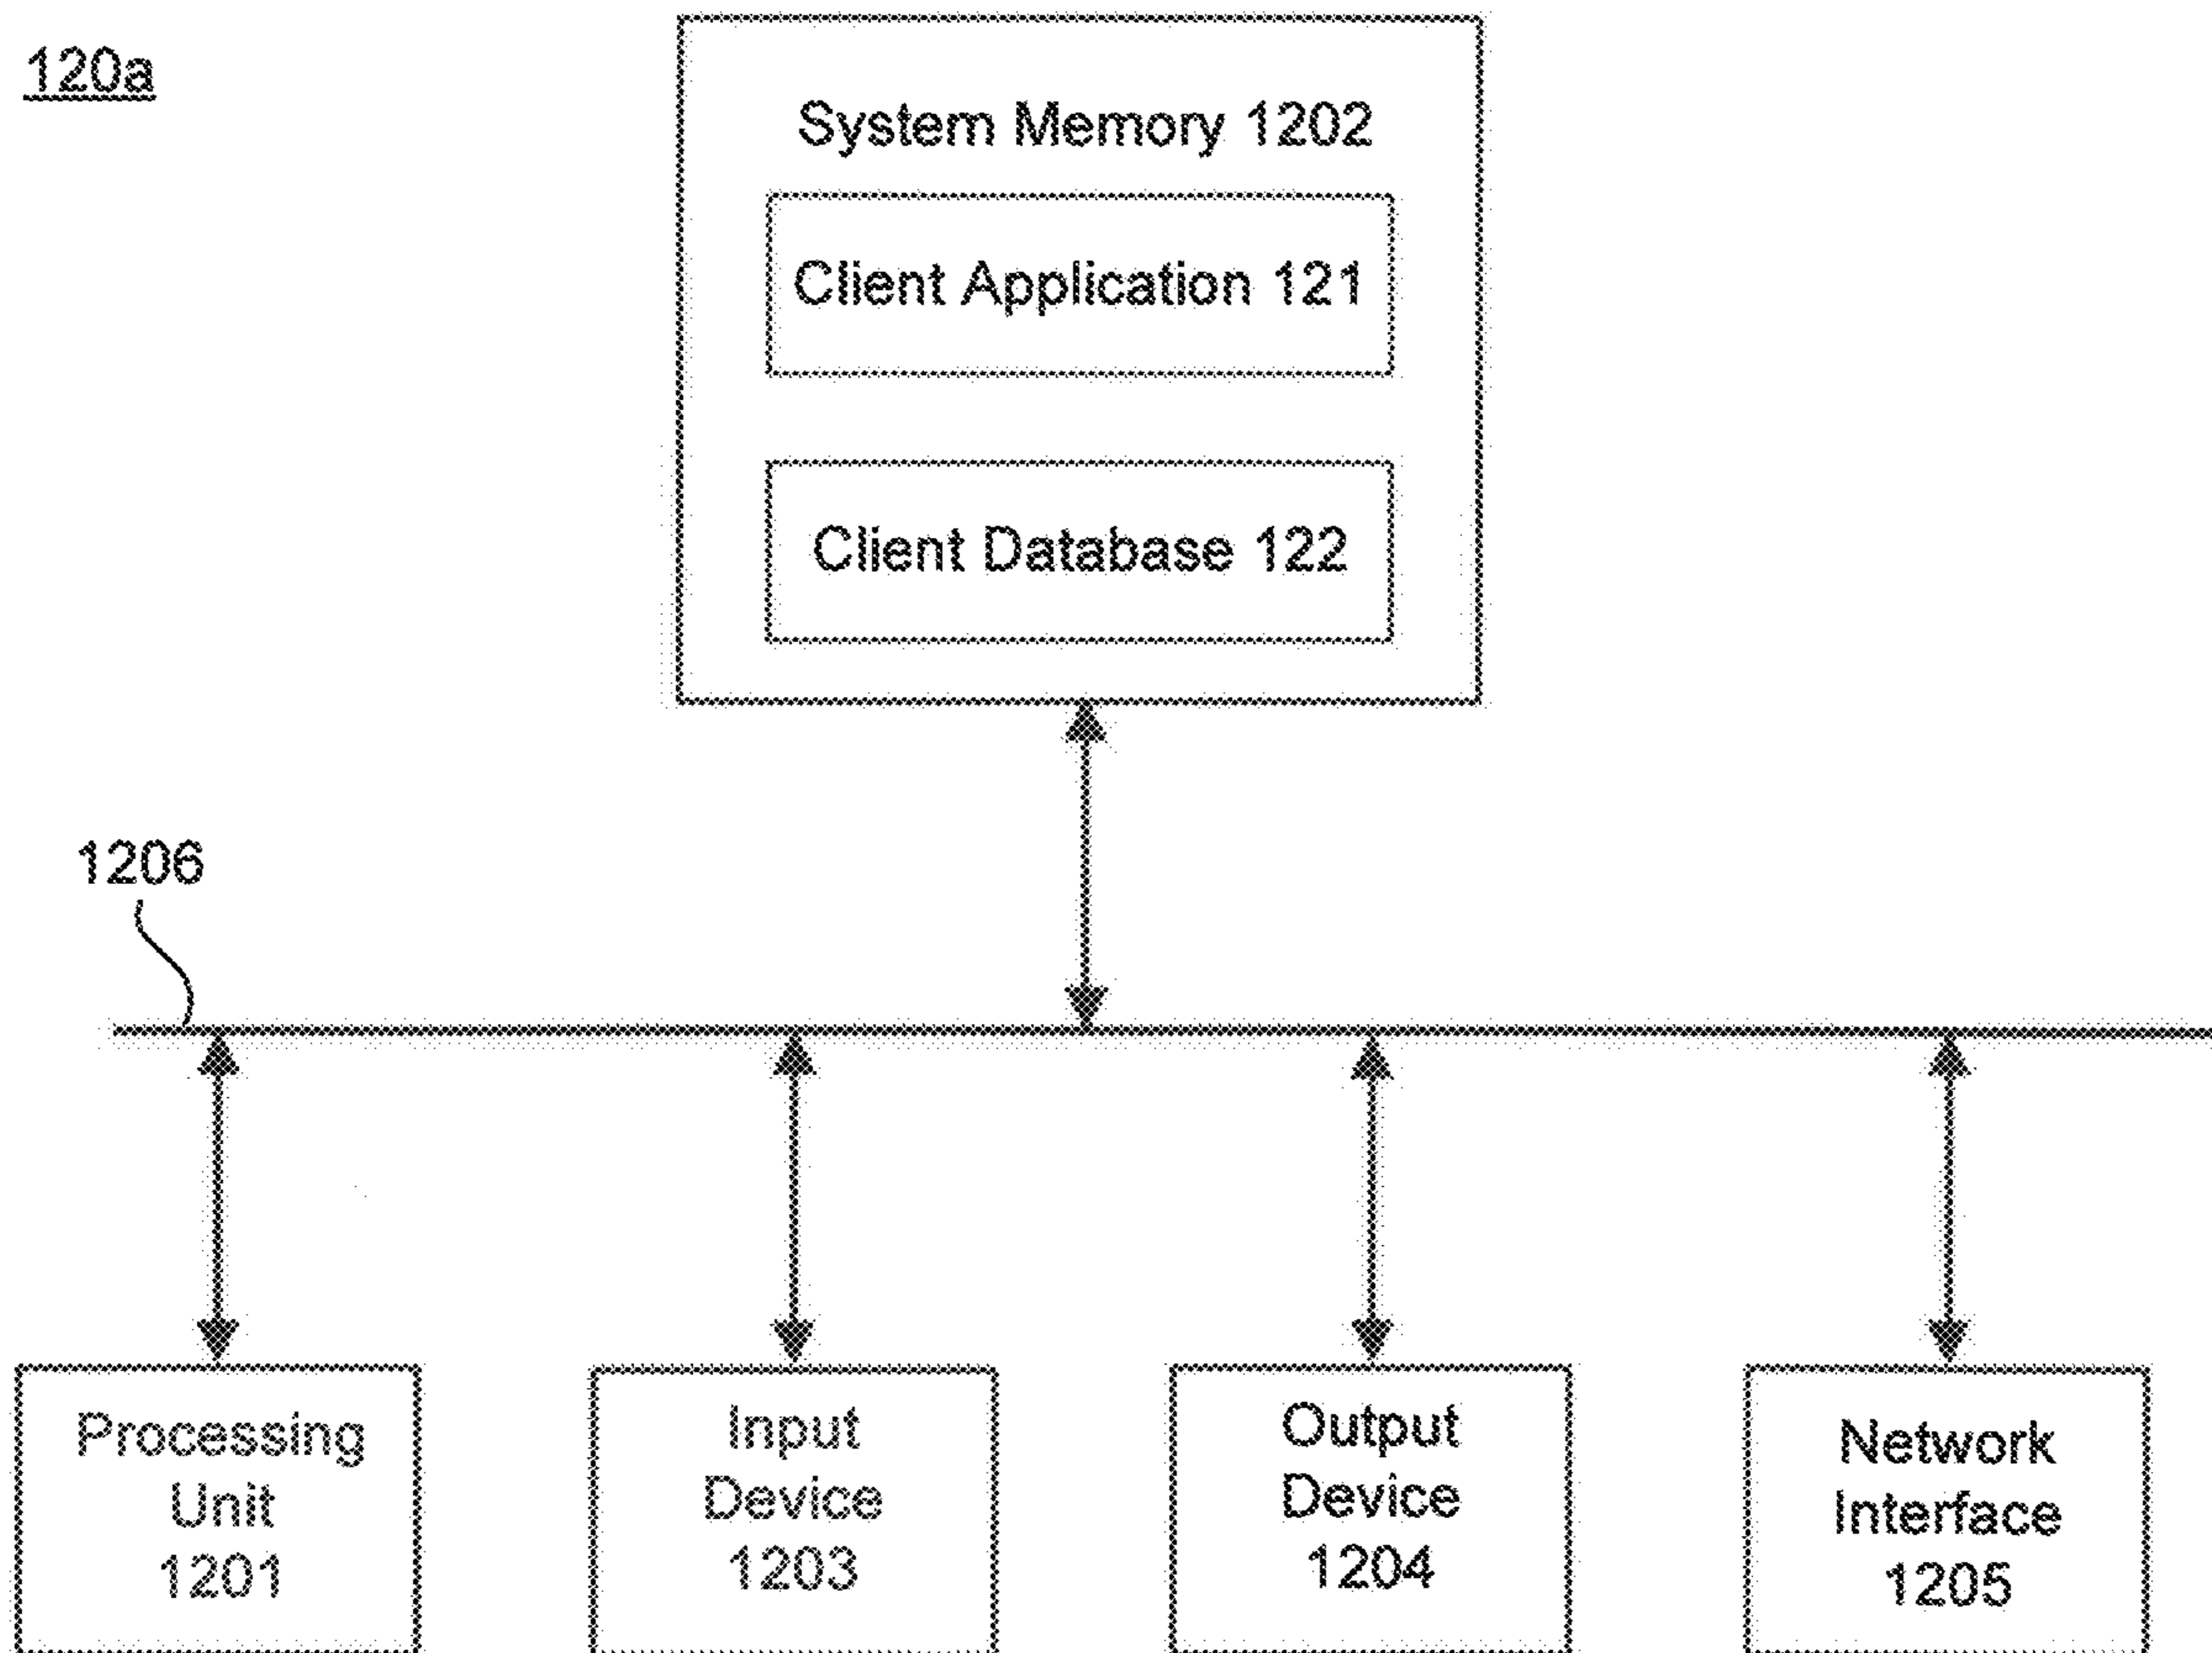 120a
System Memory 1202
Client Application 121
Client Database 122
1206
Processing
Unit
1201
Input
Device
1203
Output
Device
1204
Network
Interface
1205